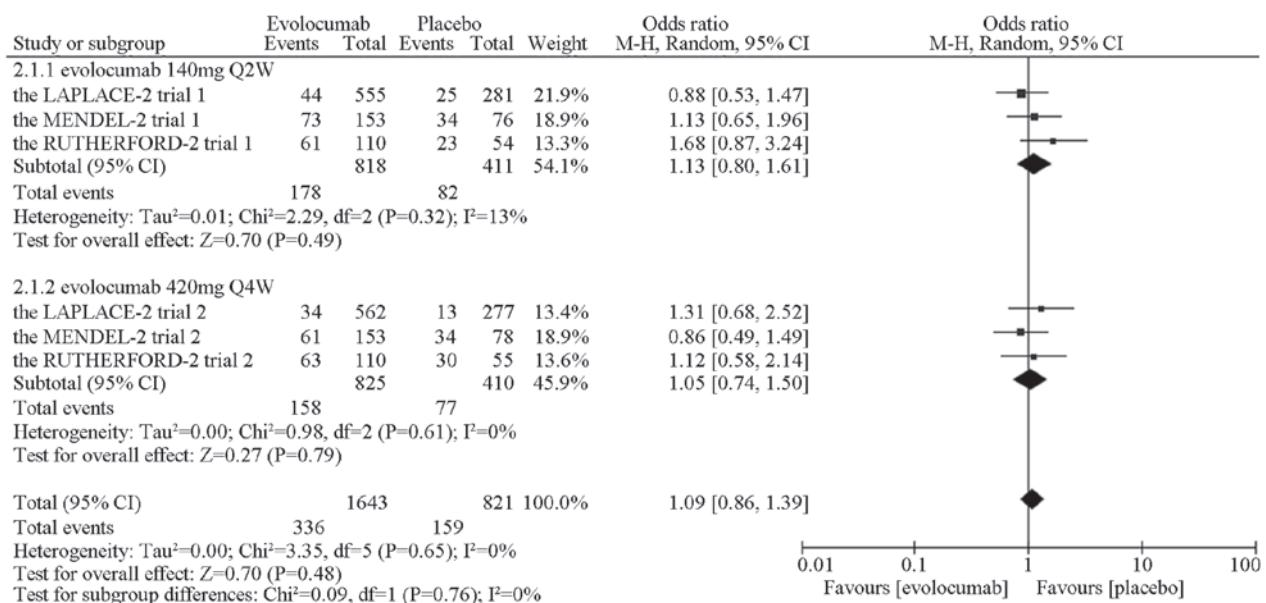 Evolocumab Placebo Odds ratio Odds ratio
Study or subgroup Events Total Events Total Weight M-H, Random, 95% CI M-H, Random, 95% CI
2.1.1 evolocumab 140mg Q2W
the LAPLACE-2 trial 1 44 555 25 281 21.9% 0.88 [0.53, 1.47]
the MENDEL-2 trial 1 73 153 34 76 18.9% 1.13 [0.65, 1.96]
the RUTHERFORD-2 trial 1 61 110 23 54 13.3% 1.68 [0.87, 3.24]
Subtotal (95% CI) 818 411 54.1% 1.13 [0.80, 1.61]
Total events 178 82
Heterogeneity: Tau²=0.01; Chi²=2.29, df=2 (P=0.32); I²=13%
Test for overall effect: Z=0.70 (P=0.49)
2.1.2 evolocumab 420mg Q4W
the LAPLACE-2 trial 2 34 562 13 277 13.4% 1.31 [0.68, 2.52]
the MENDEL-2 trial 2 61 153 34 78 18.9% 0.86 [0.49, 1.49]
the RUTHERFORD-2 trial 2 63 110 30 55 13.6% 1.12 [0.58, 2.14]
Subtotal (95% CI) 825 410 45.9% 1.05 [0.74, 1.50]
Total events 158 77
Heterogeneity: Tau²=0.00; Chi²=0.98, df=2 (P=0.61); I²=0%
Test for overall effect: Z=0.27 (P=0.79)
Total (95% CI) 1643 821 100.0% 1.09 [0.86, 1.39]
Total events 336 159
Heterogeneity: Tau²=0.00; Chi²=3.35, df=5 (P=0.65); I²=0%
Test for overall effect: Z=0.70 (P=0.48)
Test for subgroup differences: Chi²=0.09, df=1 (P=0.76); I²=0%
0.01 0.1 1 10 100
Favours [evolocumab] Favours [placebo]